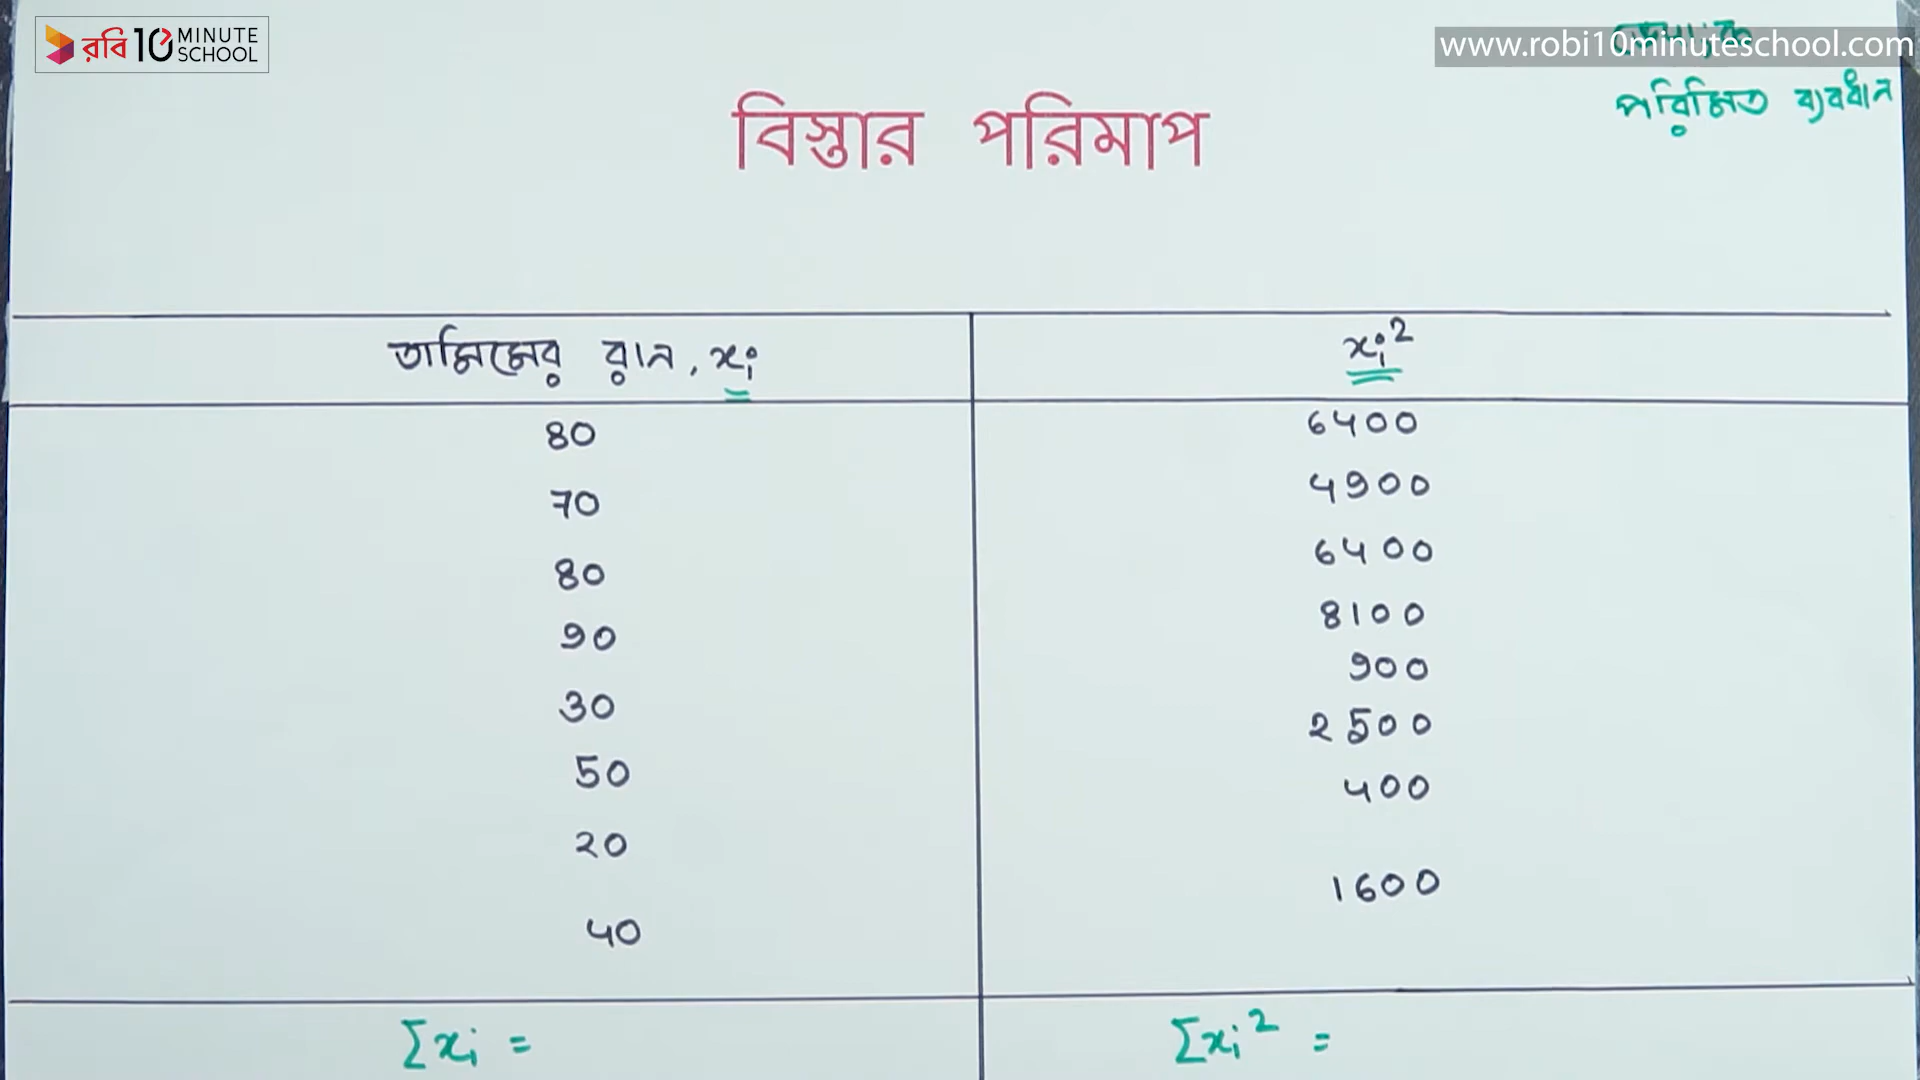 রবি 10 MINUTE SCHOOL
www.robi10minuteschool.com
পরিমিত ব্যবধান
বিস্তার পরিমাপ
তামিমের রান, xᵢ
xᵢ²
80
6400
70
4900
80
6400
90
8100
30
900
50
2500
20
400
40
1600
Σxᵢ =
Σxᵢ² =